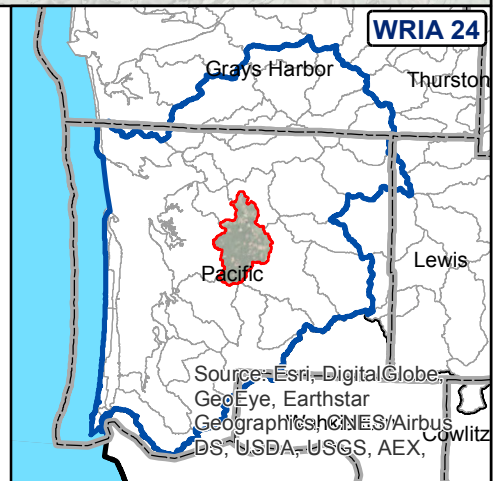 WRIA 24
Grays Harbor
Thurston
Lewis
Pacific
Source: Esri, DigitalGlobe,
GeoEye, Earthstar
Geographics, CNES/Airbus
Cowlitz
DS, USDA, USGS, AEX,